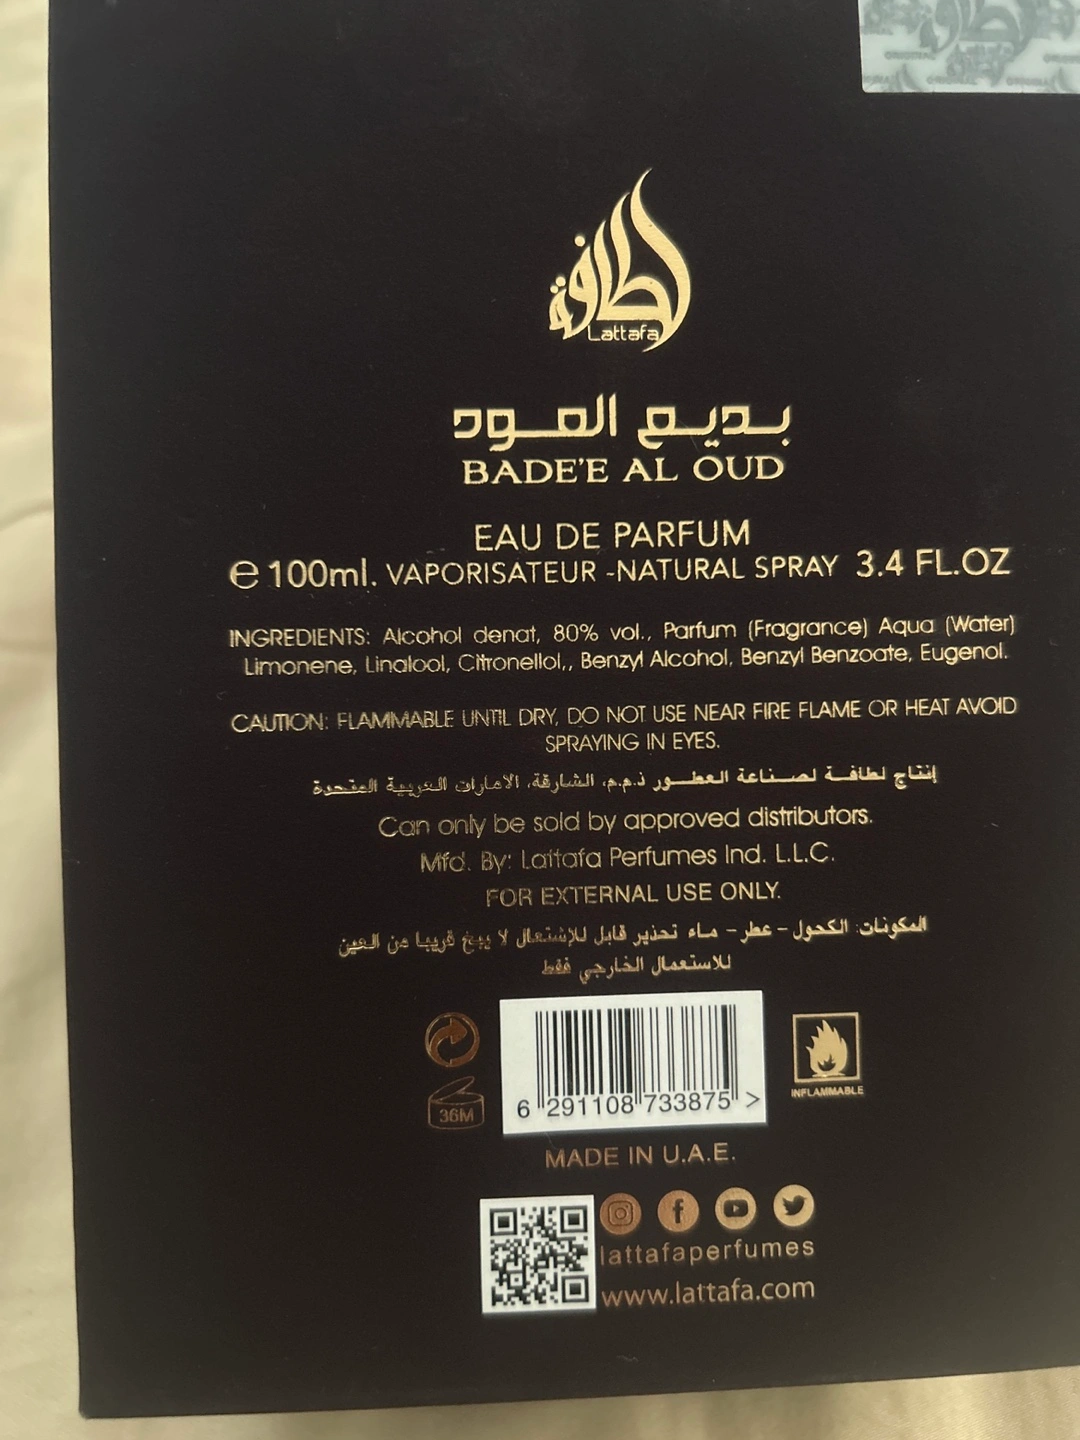 ORIGINAL
لطافة
Lattafa
بديع العود
BADE'E AL OUD
EAU DE PARFUM
℮ 100ml. VAPORISATEUR -NATURAL SPRAY 3.4 FL.OZ
INGREDIENTS: Alcohol denat, 80% vol., Parfum (Fragrance) Aqua (Water)
Limonene, Linalool, Citronellol,, Benzyl Alcohol, Benzyl Benzoate, Eugenol.
CAUTION: FLAMMABLE UNTIL DRY, DO NOT USE NEAR FIRE FLAME OR HEAT AVOID
SPRAYING IN EYES.
إنتاج لطافة لصناعة العطور ذ.م.م، الشارقة، الامارات العربية المتحدة
Can only be sold by approved distributors.
Mfd. By: Lattafa Perfumes Ind. L.L.C.
FOR EXTERNAL USE ONLY.
المكونات: الكحول - عطر - ماء تحذير قابل للإشتعال لا يبخ قريبا من العين
للاستعمال الخارجي فقط
36M
6 291108 733875 >
INFLAMMABLE
MADE IN U.A.E.
lattafaperfumes
www.lattafa.com